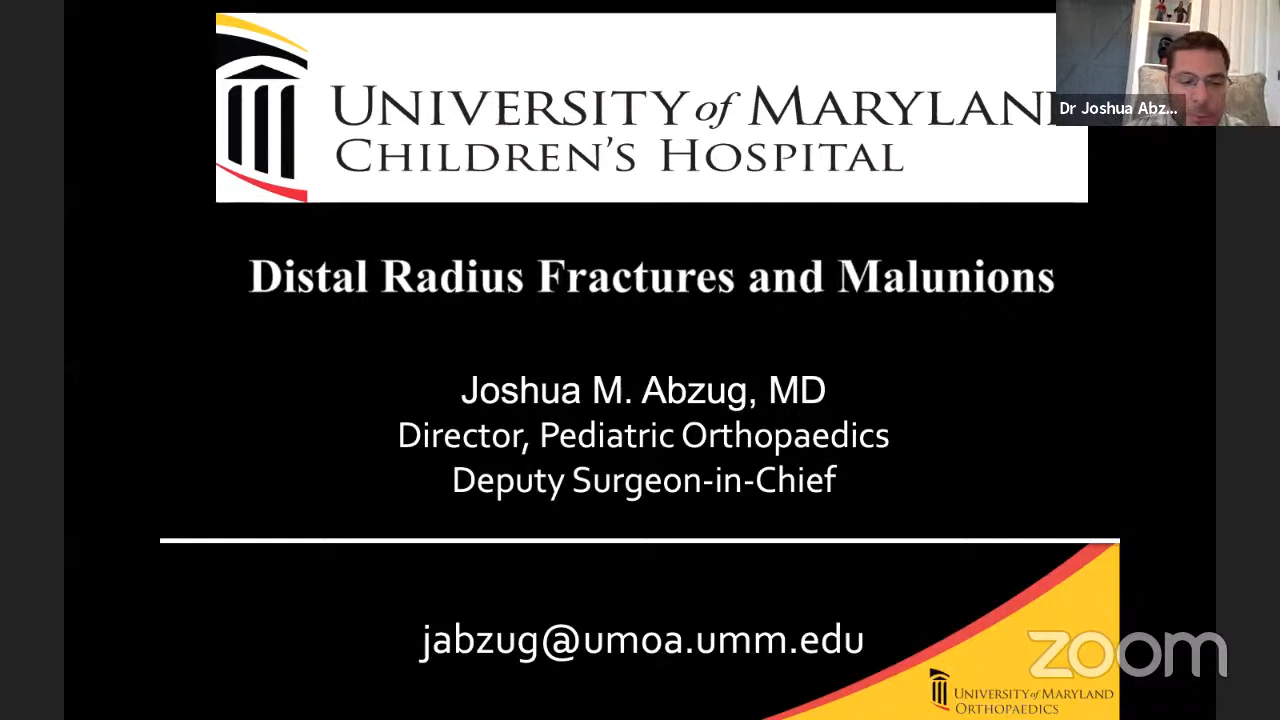 UNIVERSITY of MARYLAN
CHILDREN'S HOSPITAL
Dr Joshua Abz...
Distal Radius Fractures and Malunions
Joshua M. Abzug, MD
Director, Pediatric Orthopaedics
Deputy Surgeon-in-Chief
jabzug@umoa.umm.edu
zoom
UNIVERSITY of MARYLAND
ORTHOPAEDICS